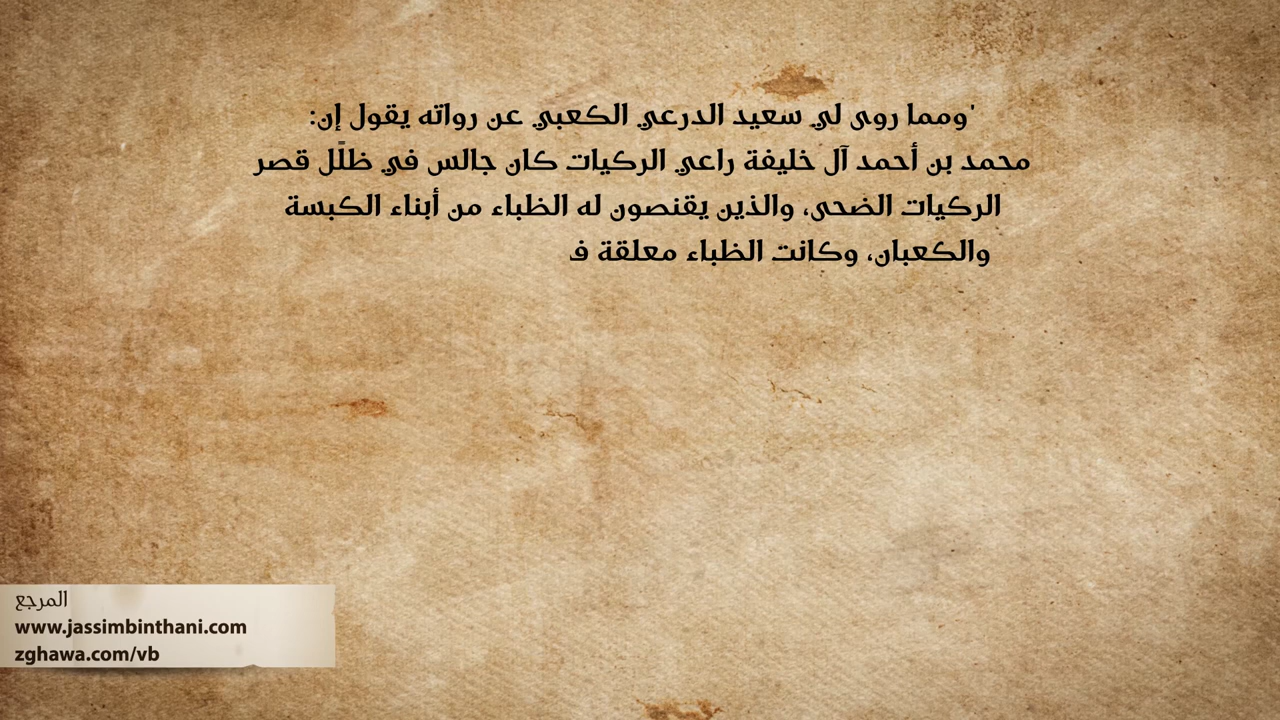 'ومما روى لي سعيد الدرعي الكعبي عن رواته يقول إن:
محمد بن أحمد آل خليفة راعي الركيات كان جالس في ظلًل قصر
الركيات الضحى، والذين يقنصون له الظباء من أبناء الكبسة
والكعبان، وكانت الظباء معلقة ف
المرجع
www.jassimbinthani.com
zghawa.com/vb